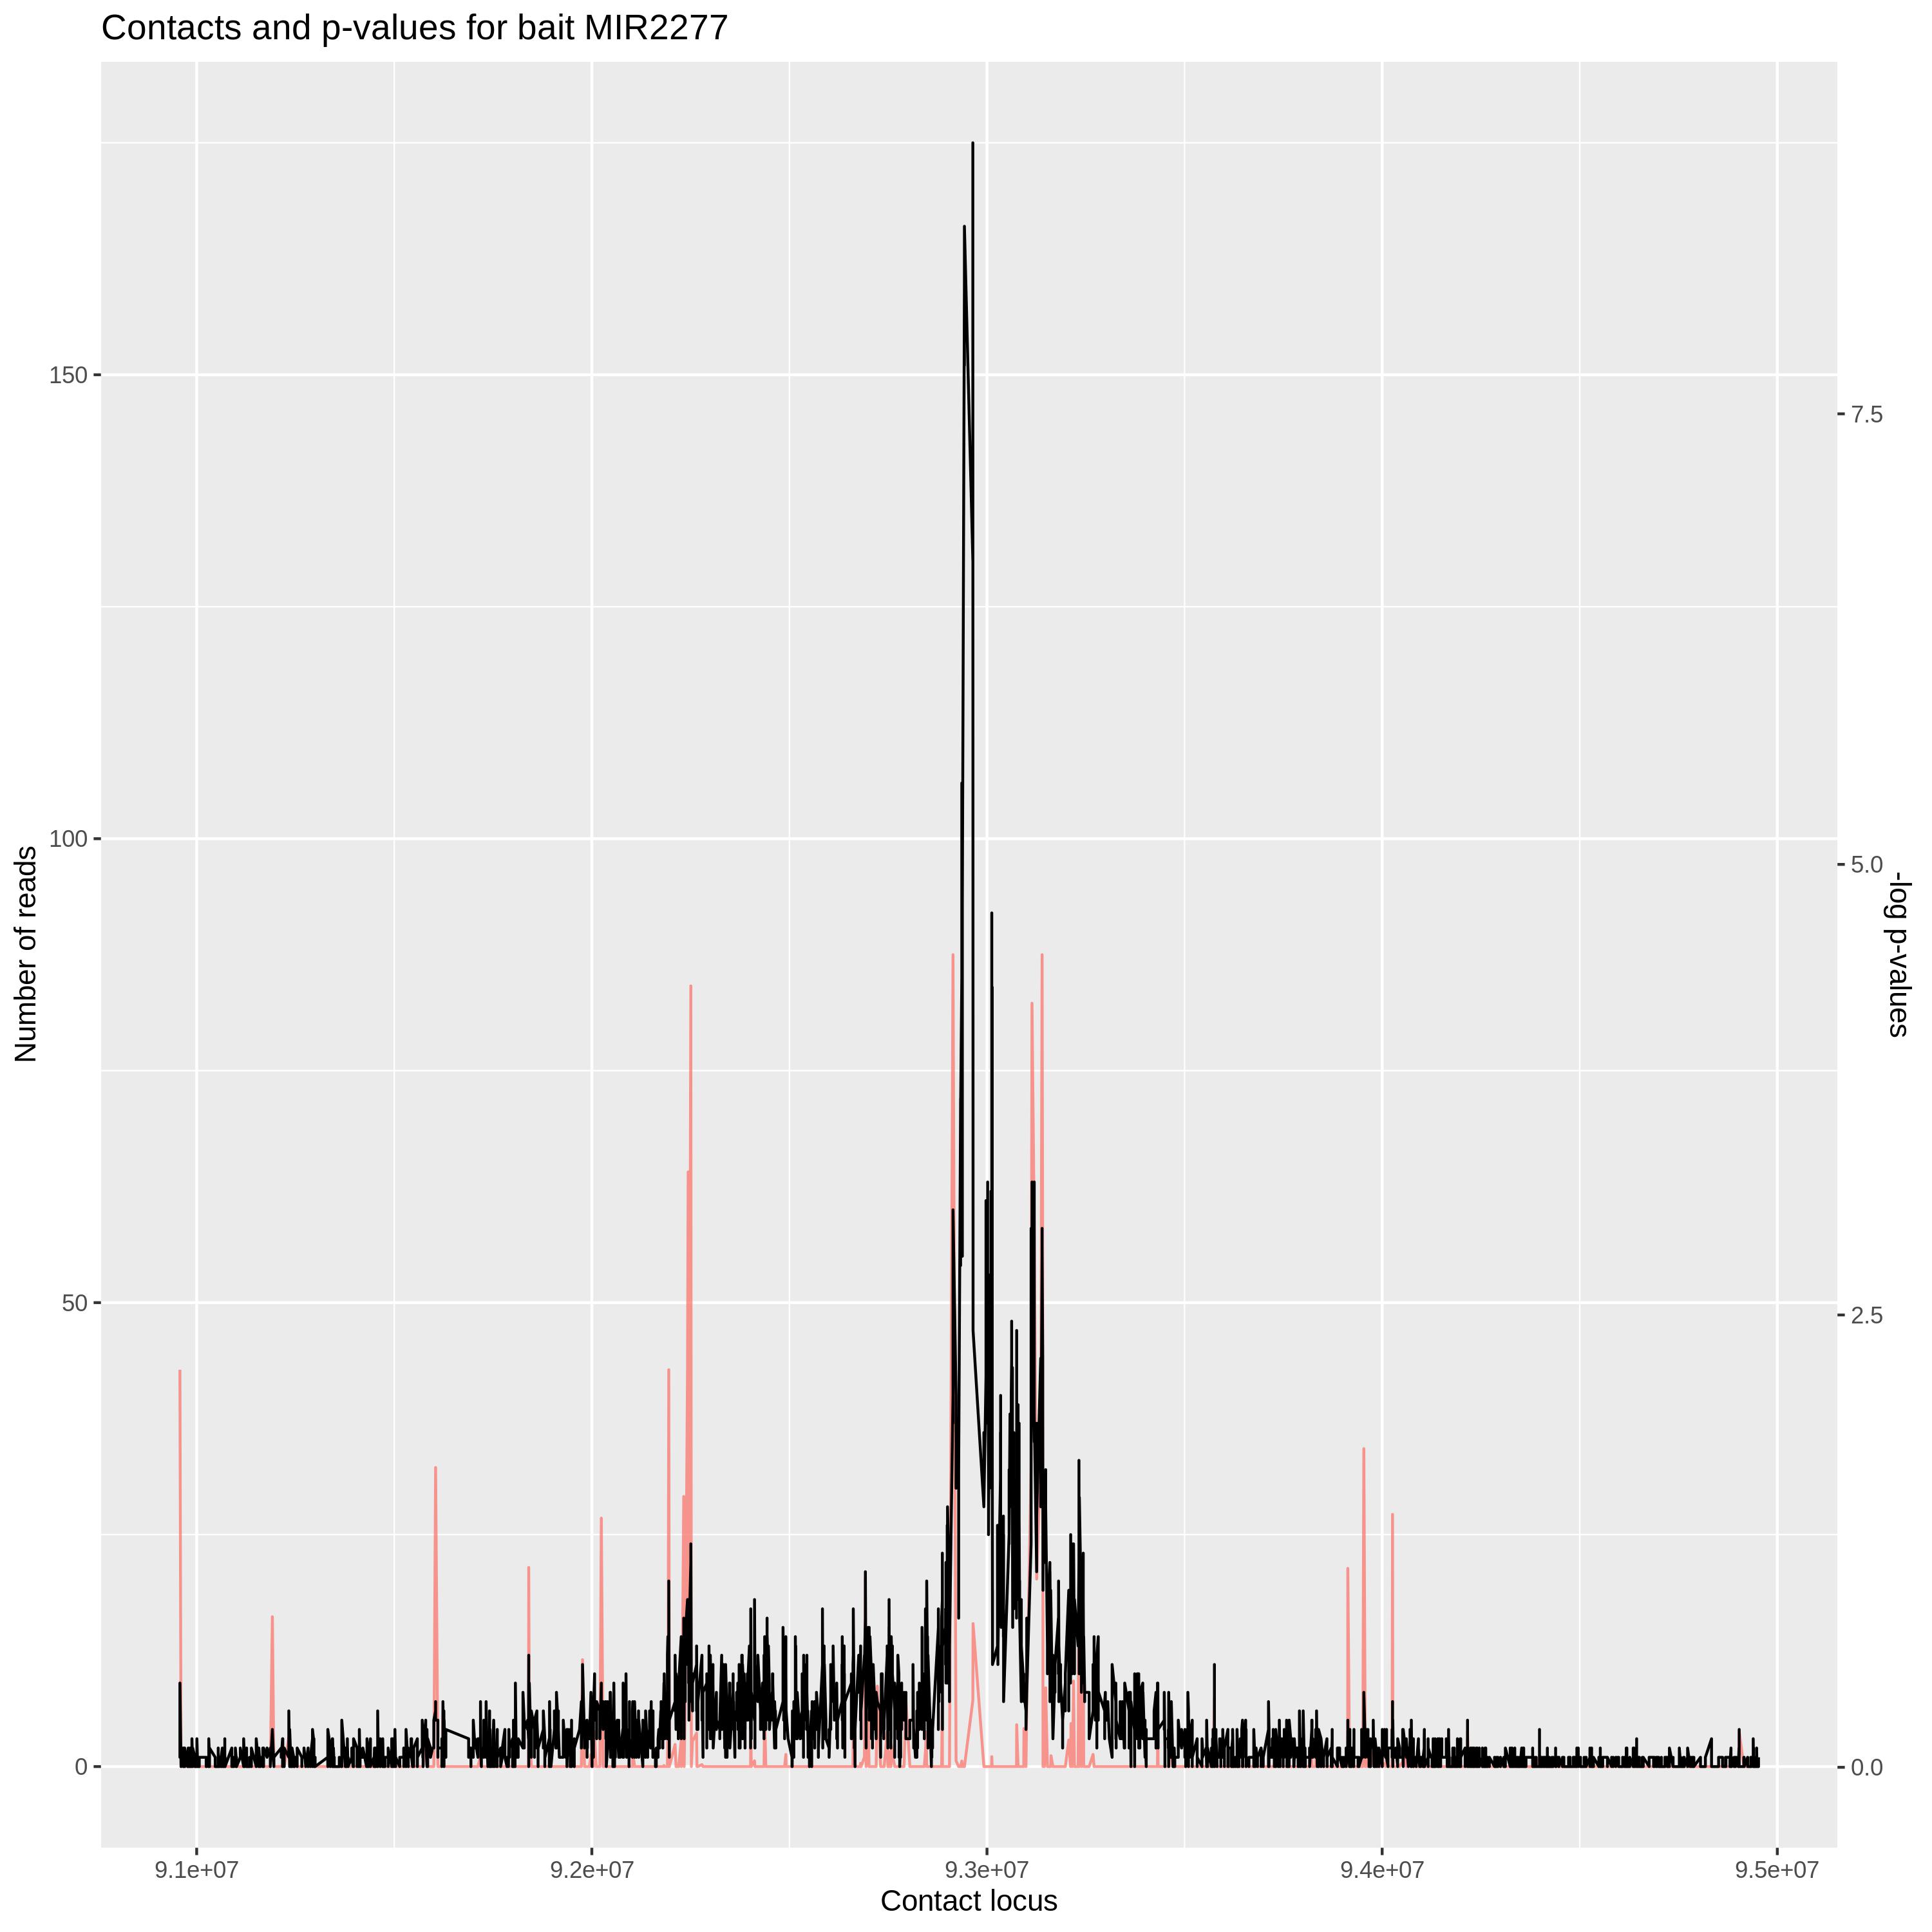 Contacts and p-values for bait MIR2277
150
100
50
0
Number of reads
7.5
5.0
2.5
0.0
-log p-values
9.1e+07 9.2e+07 9.3e+07 9.4e+07 9.5e+07
Contact locus